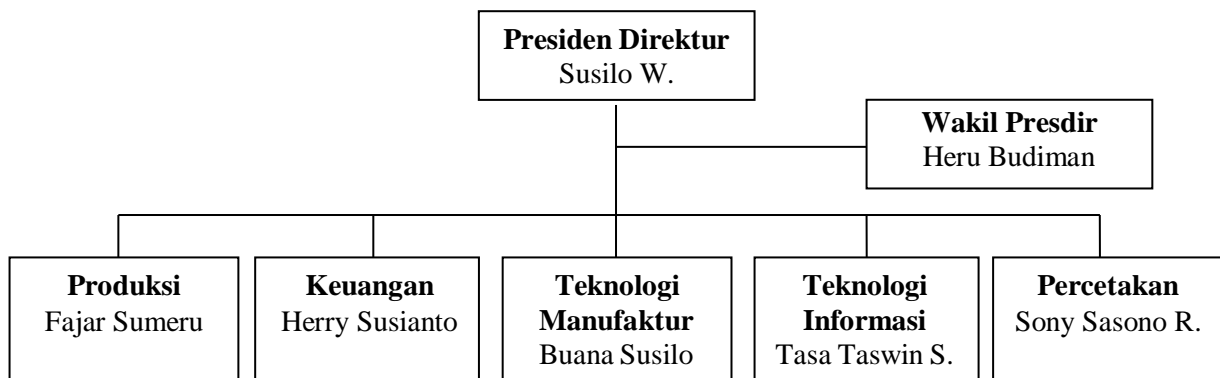 Presiden Direktur
Susilo W.
Wakil Presdir
Heru Budiman
Produksi
Fajar Sumeru
Keuangan
Herry Susianto
Teknologi
Manufaktur
Buana Susilo
Teknologi
Informasi
Tasa Taswin S.
Percetakan
Sony Sasono R.